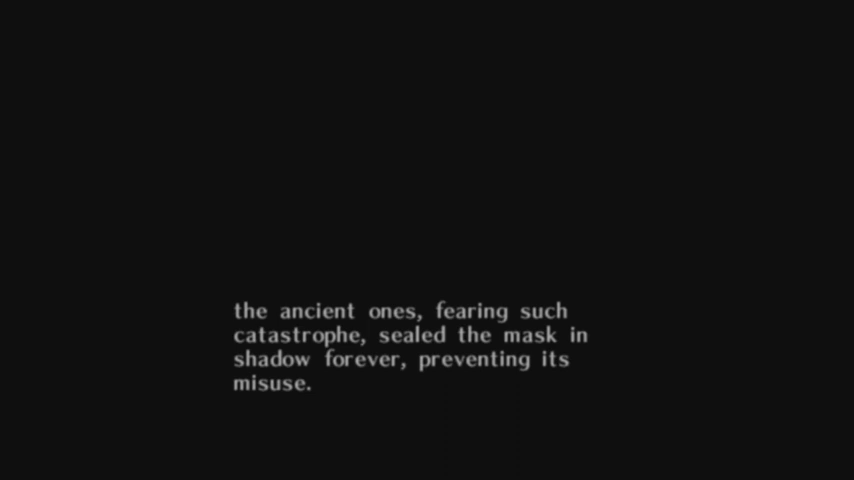 the ancient ones, fearing such
catastrophe, sealed the mask in
shadow forever, preventing its
misuse.